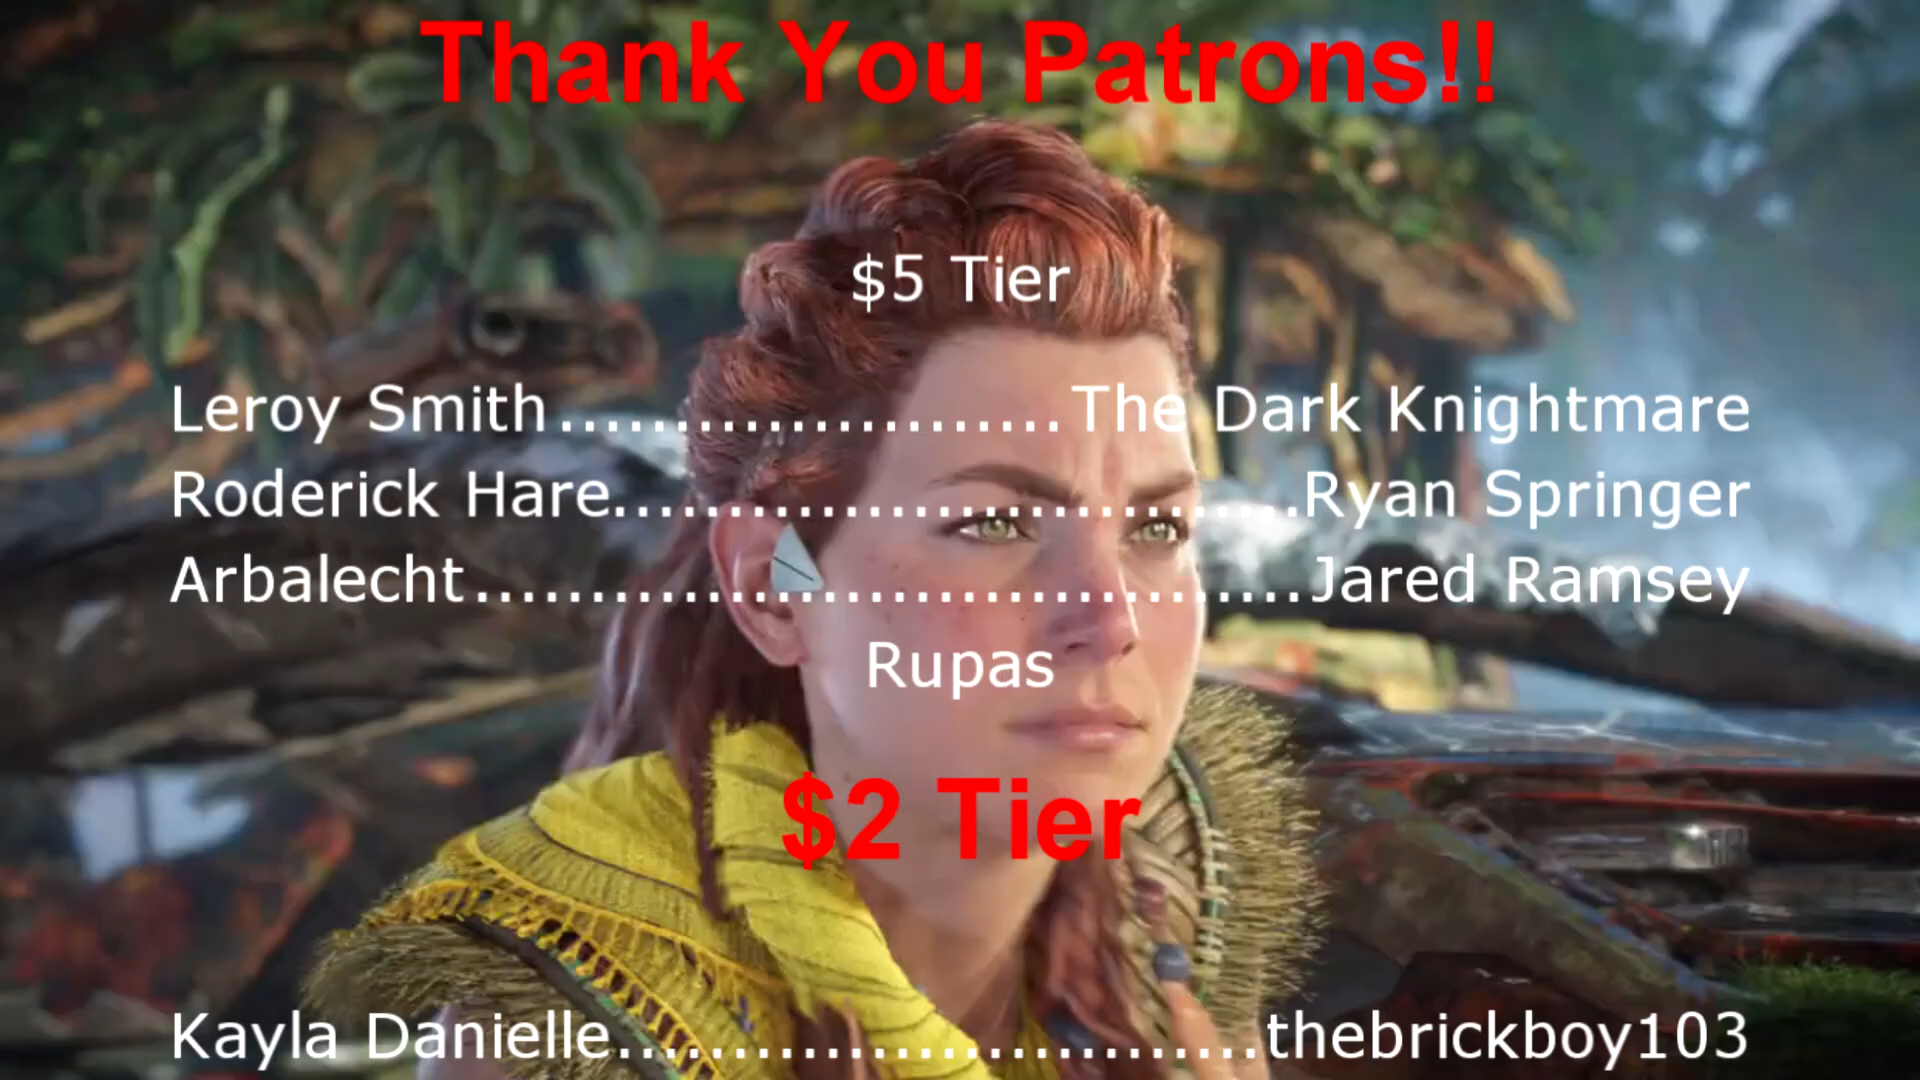 Thank You Patrons!!
$5 Tier
Leroy Smith......................The Dark Knightmare
Roderick Hare..............................Ryan Springer
Arbalecht....................................Jared Ramsey
Rupas
$2 Tier
Kayla Danielle............................thebrickboy103